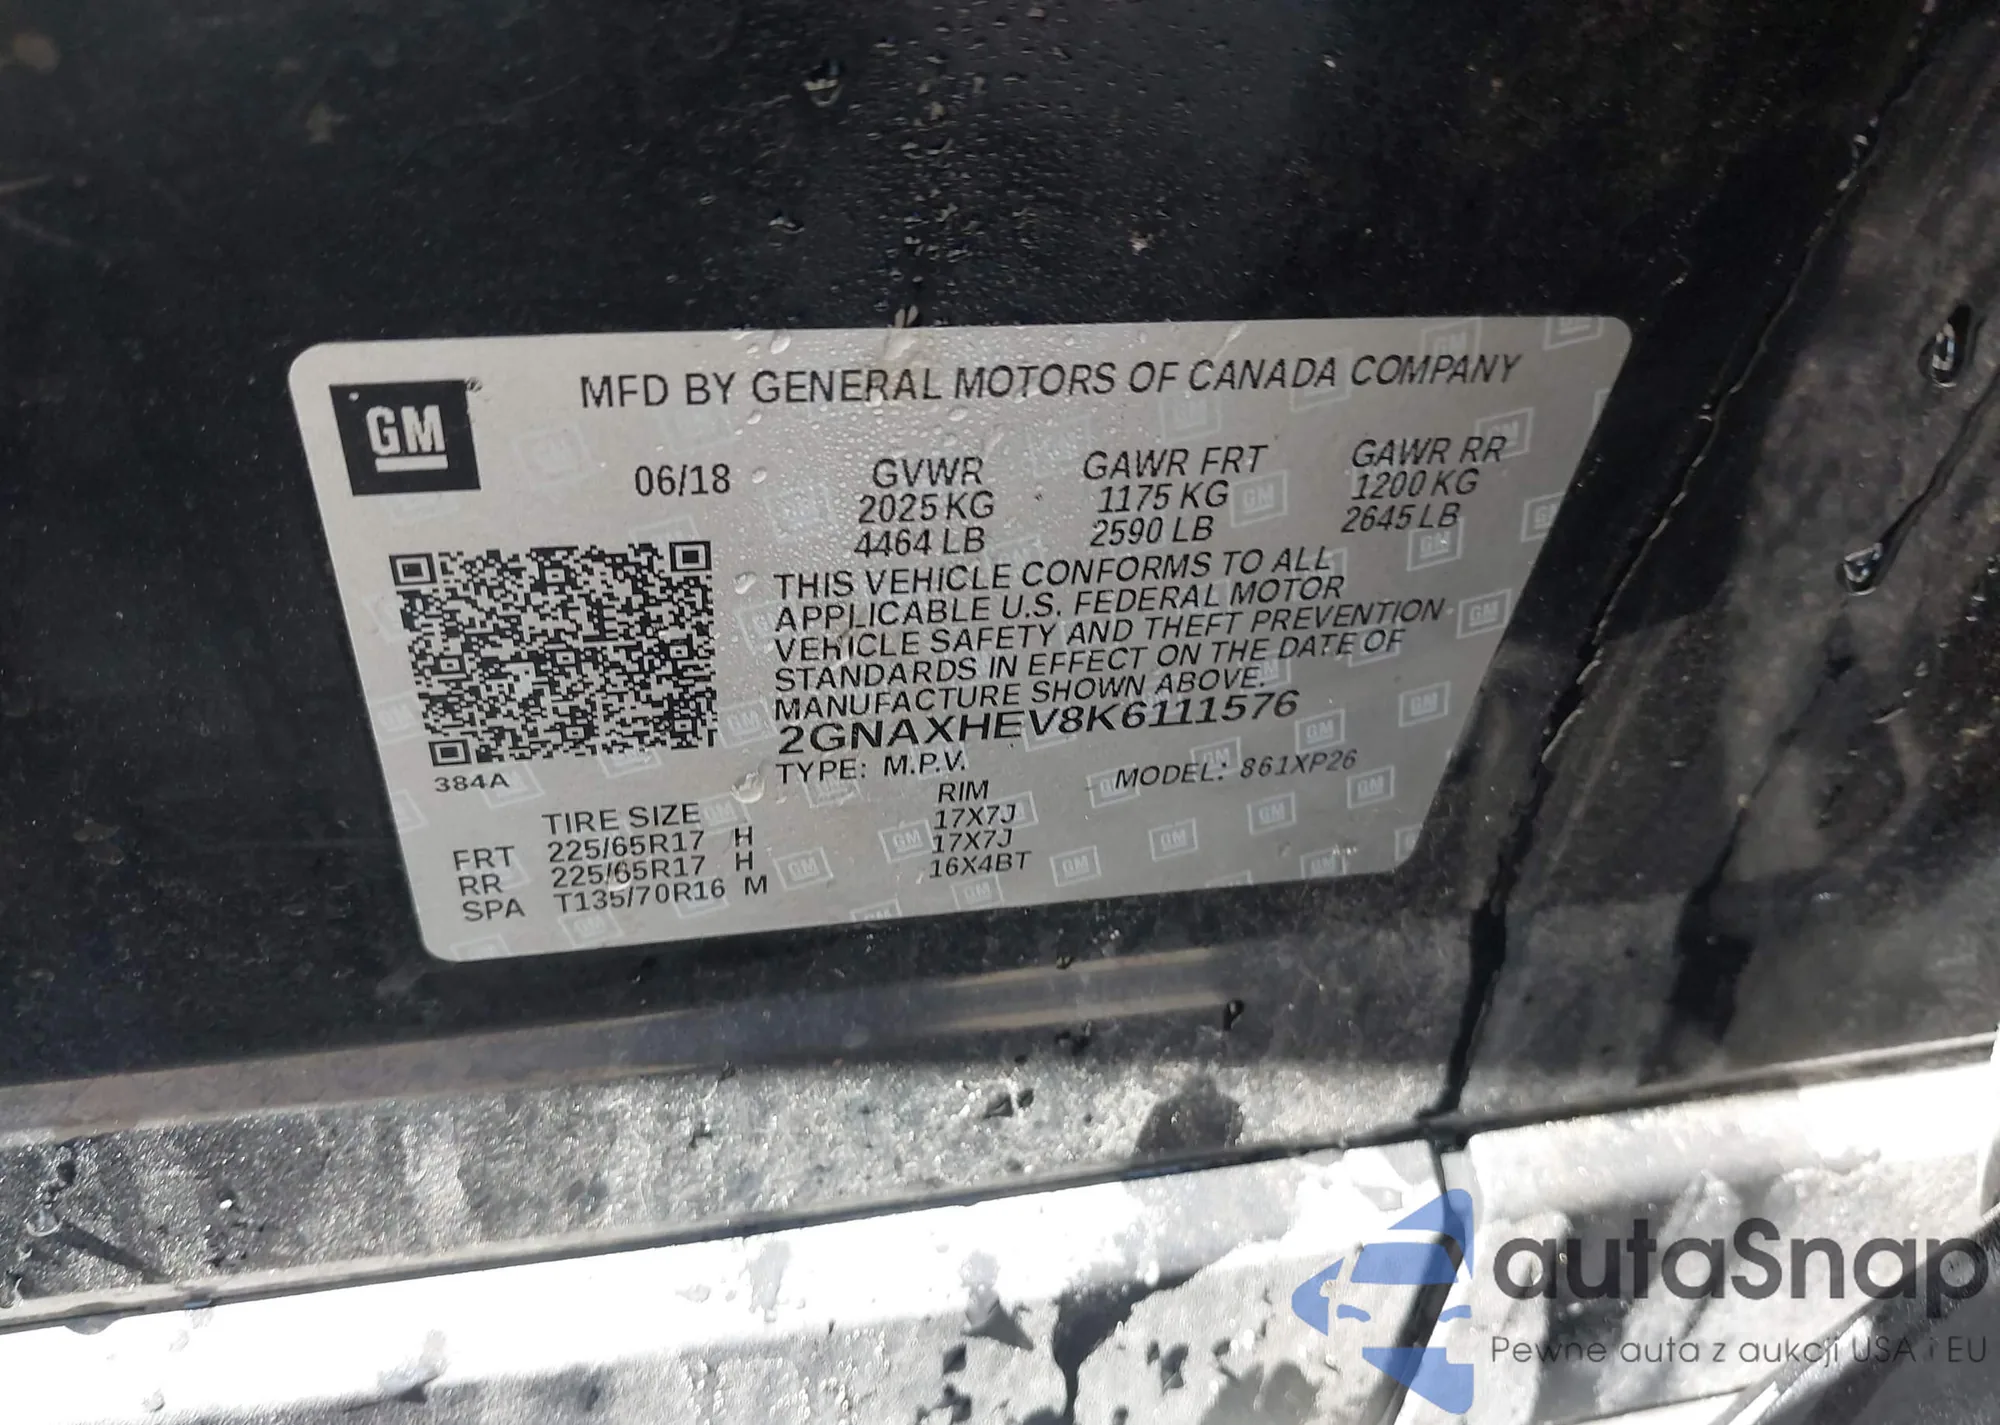 GM
MFD BY GENERAL MOTORS OF CANADA COMPANY
06/18
GVWR
2025 KG
4464 LB
GAWR FRT
1175 KG
2590 LB
GAWR RR
1200 KG
2645 LB
THIS VEHICLE CONFORMS TO ALL
APPLICABLE U.S. FEDERAL MOTOR
VEHICLE SAFETY AND THEFT PREVENTION
STANDARDS IN EFFECT ON THE DATE OF
MANUFACTURE SHOWN ABOVE.
2GNAXHEV8K6111576
TYPE: M.P.V. MODEL: 861XP26
384A
TIRE SIZE RIM
FRT 225/65R17 H 17X7J
RR 225/65R17 H 17X7J
SPA T135/70R16 M 16X4BT
autaSnap
Pewne auta z aukcji USA i EU